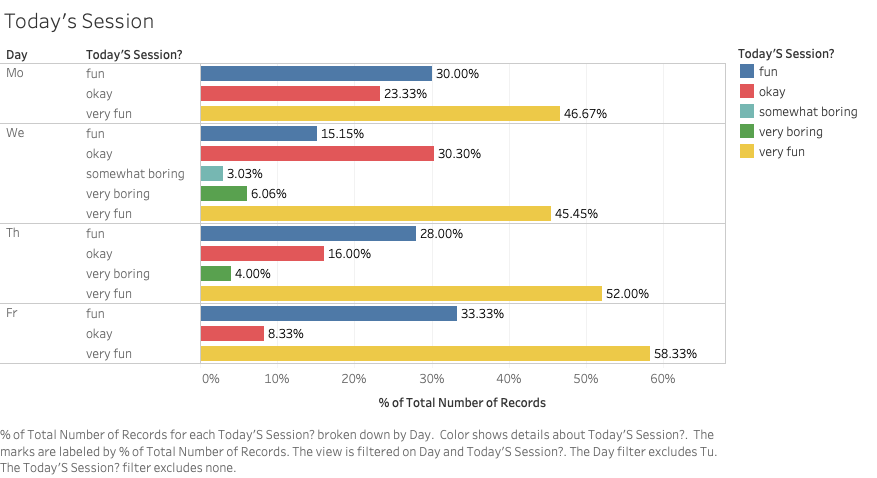 Today's Session
Day Today'S Session?
Mo fun 30.00%
okay 23.33%
very fun 46.67%
We fun 15.15%
okay 30.30%
somewhat boring 3.03%
very boring 6.06%
very fun 45.45%
Th fun 28.00%
okay 16.00%
very boring 4.00%
very fun 52.00%
Fr fun 33.33%
okay 8.33%
very fun 58.33%
0% 10% 20% 30% 40% 50% 60%
% of Total Number of Records
Today'S Session?
fun
okay
somewhat boring
very boring
very fun
% of Total Number of Records for each Today'S Session? broken down by Day. Color shows details about Today'S Session?. The
marks are labeled by % of Total Number of Records. The view is filtered on Day and Today'S Session?. The Day filter excludes Tu.
The Today'S Session? filter excludes none.